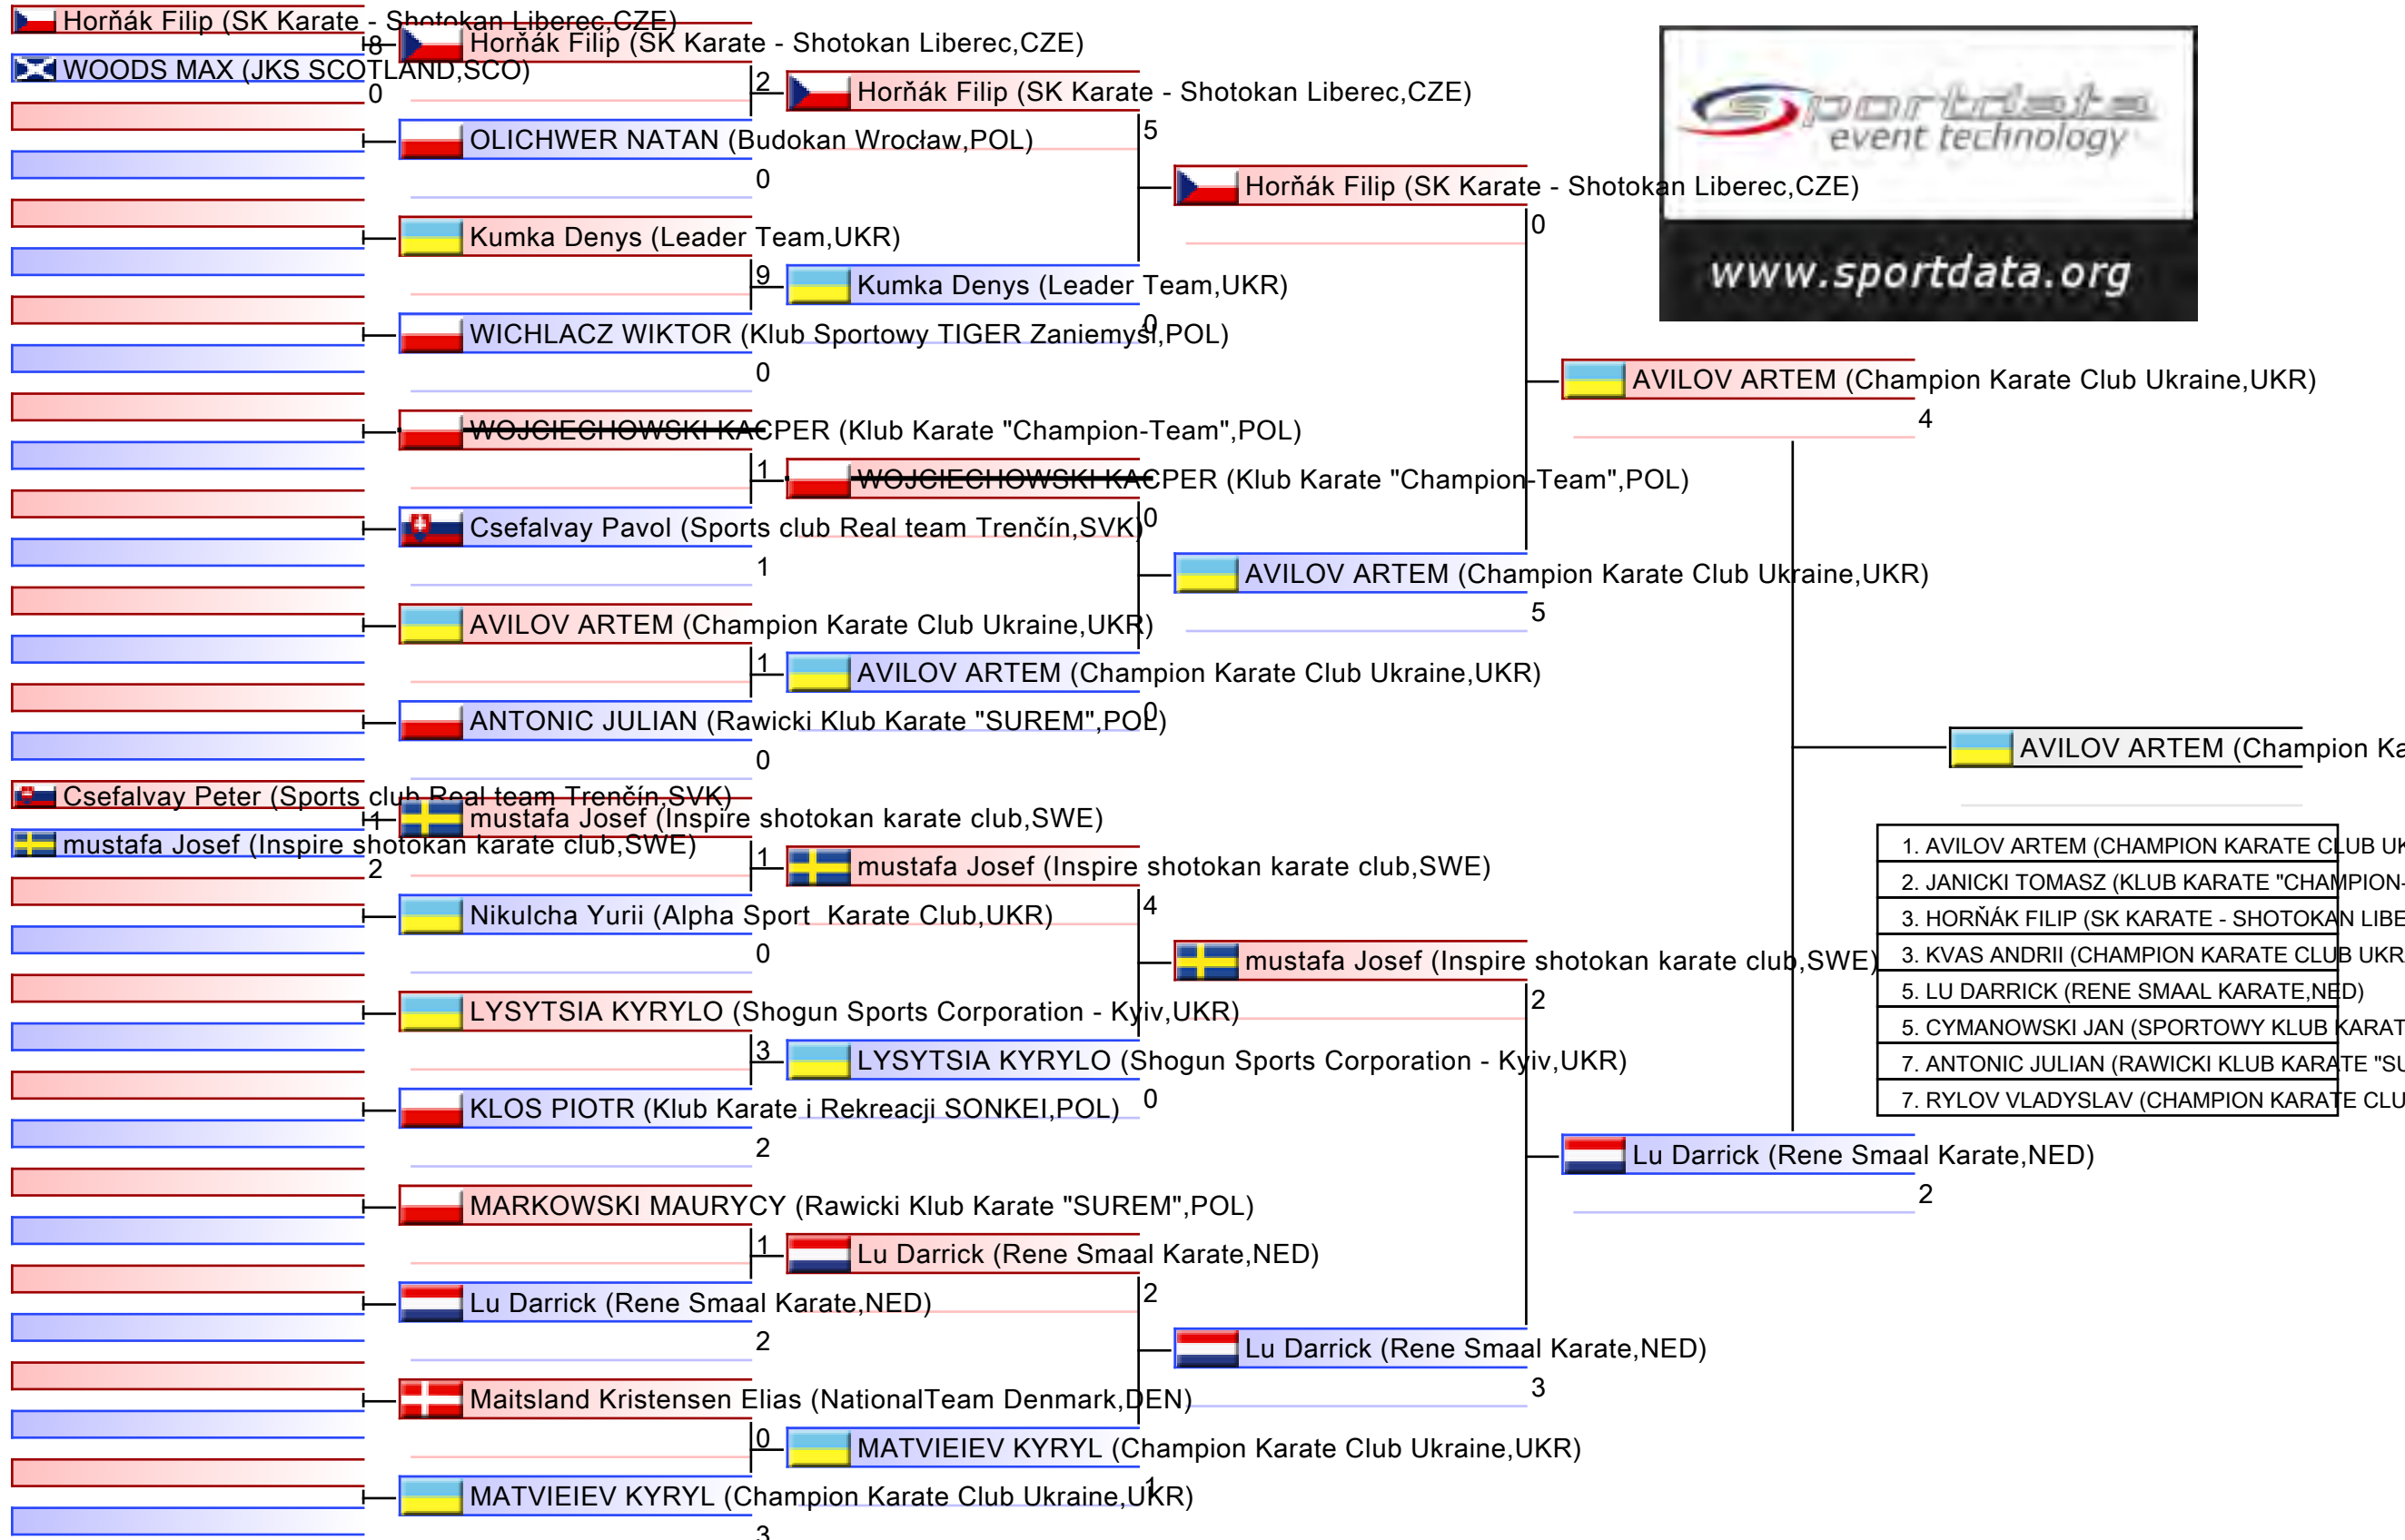 Horňák Filip (SK Karate - Shotokan Liberec,CZE)
8
WOODS MAX (JKS SCOTLAND,SCO)
0
Csefalvay Peter (Sports club Real team Trenčín,SVK)
1
mustafa Josef (Inspire shotokan karate club,SWE)
2
Horňák Filip (SK Karate - Shotokan Liberec,CZE)
2
OLICHWER NATAN (Budokan Wrocław,POL)
0
Kumka Denys (Leader Team,UKR)
9
WICHLACZ WIKTOR (Klub Sportowy TIGER Zaniemyśl,POL)
0
WOJCIECHOWSKI KACPER (Klub Karate "Champion-Team",POL)
1
Csefalvay Pavol (Sports club Real team Trenčín,SVK)
1
AVILOV ARTEM (Champion Karate Club Ukraine,UKR)
1
ANTONIC JULIAN (Rawicki Klub Karate "SUREM",POL)
0
mustafa Josef (Inspire shotokan karate club,SWE)
1
Nikulcha Yurii (Alpha Sport  Karate Club,UKR)
0
LYSYTSIA KYRYLO (Shogun Sports Corporation - Kyiv,UKR)
3
KLOS PIOTR (Klub Karate i Rekreacji SONKEI,POL)
2
MARKOWSKI MAURYCY (Rawicki Klub Karate "SUREM",POL)
1
Lu Darrick (Rene Smaal Karate,NED)
2
Maitsland Kristensen Elias (NationalTeam Denmark,DEN)
0
MATVIEIEV KYRYL (Champion Karate Club Ukraine,UKR)
3
Horňák Filip (SK Karate - Shotokan Liberec,CZE)
5
Kumka Denys (Leader Team,UKR)
0
WOJCIECHOWSKI KACPER (Klub Karate "Champion-Team",POL)
0
AVILOV ARTEM (Champion Karate Club Ukraine,UKR)
0
mustafa Josef (Inspire shotokan karate club,SWE)
4
LYSYTSIA KYRYLO (Shogun Sports Corporation - Kyiv,UKR)
0
Lu Darrick (Rene Smaal Karate,NED)
2
MATVIEIEV KYRYL (Champion Karate Club Ukraine,UKR)
1
Horňák Filip (SK Karate - Shotokan Liberec,CZE)
0
AVILOV ARTEM (Champion Karate Club Ukraine,UKR)
5
mustafa Josef (Inspire shotokan karate club,SWE)
2
Lu Darrick (Rene Smaal Karate,NED)
3
AVILOV ARTEM (Champion Karate Club Ukraine,UKR)
4
Lu Darrick (Rene Smaal Karate,NED)
2
AVILOV ARTEM (Champion Ka
sportdata
event technology
www.sportdata.org
1. AVILOV ARTEM (CHAMPION KARATE CLUB UK
2. JANICKI TOMASZ (KLUB KARATE "CHAMPION-
3. HORŇÁK FILIP (SK KARATE - SHOTOKAN LIBE
3. KVAS ANDRII (CHAMPION KARATE CLUB UKR
5. LU DARRICK (RENE SMAAL KARATE,NED)
5. CYMANOWSKI JAN (SPORTOWY KLUB KARAT
7. ANTONIC JULIAN (RAWICKI KLUB KARATE "SU
7. RYLOV VLADYSLAV (CHAMPION KARATE CLU